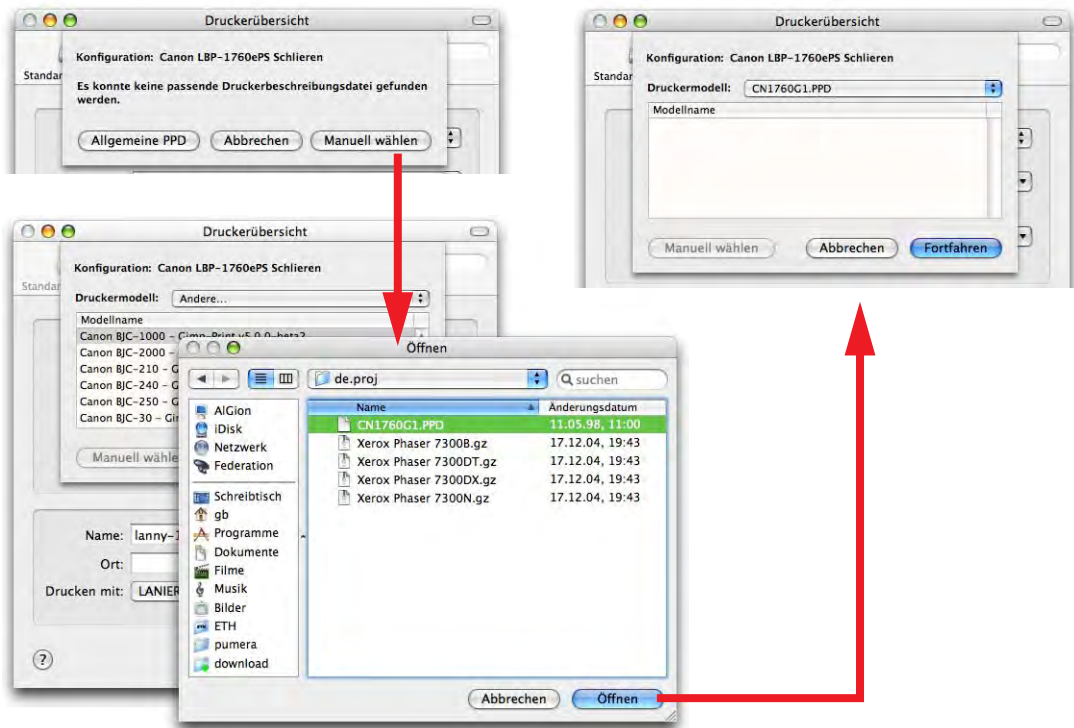 Druckerübersicht
Standar
Konfiguration: Canon LBP-1760ePS Schlieren
Es konnte keine passende Druckerbeschreibungsdatei gefunden
werden.
Allgemeine PPD Abbrechen Manuell wählen
Druckerübersicht
Standar
Konfiguration: Canon LBP-1760ePS Schlieren
Druckermodell: CN1760G1.PPD
Modellname
Manuell wählen Abbrechen Fortfahren
Druckerübersicht
Standar
Konfiguration: Canon LBP-1760ePS Schlieren
Druckermodell: Andere...
Modellname
Canon BJC-1000 - Gimp-Print v5.0.0-beta2
Canon BJC-2000 -
Canon BJC-210 - G
Canon BJC-240 - G
Canon BJC-250 - G
Canon BJC-30 - Gi
Manuell wähle
Name: lanny-1
Ort:
Drucken mit: LANIER
?
Öffnen
de.proj
suchen
AlGion
iDisk
Netzwerk
Federation
Schreibtisch
gb
Programme
Dokumente
Filme
Musik
Bilder
ETH
pumera
download
Name Änderungsdatum
CN1760G1.PPD 11.05.98, 11:00
Xerox Phaser 7300B.gz 17.12.04, 19:43
Xerox Phaser 7300DT.gz 17.12.04, 19:43
Xerox Phaser 7300DX.gz 17.12.04, 19:43
Xerox Phaser 7300N.gz 17.12.04, 19:43
Abbrechen Öffnen